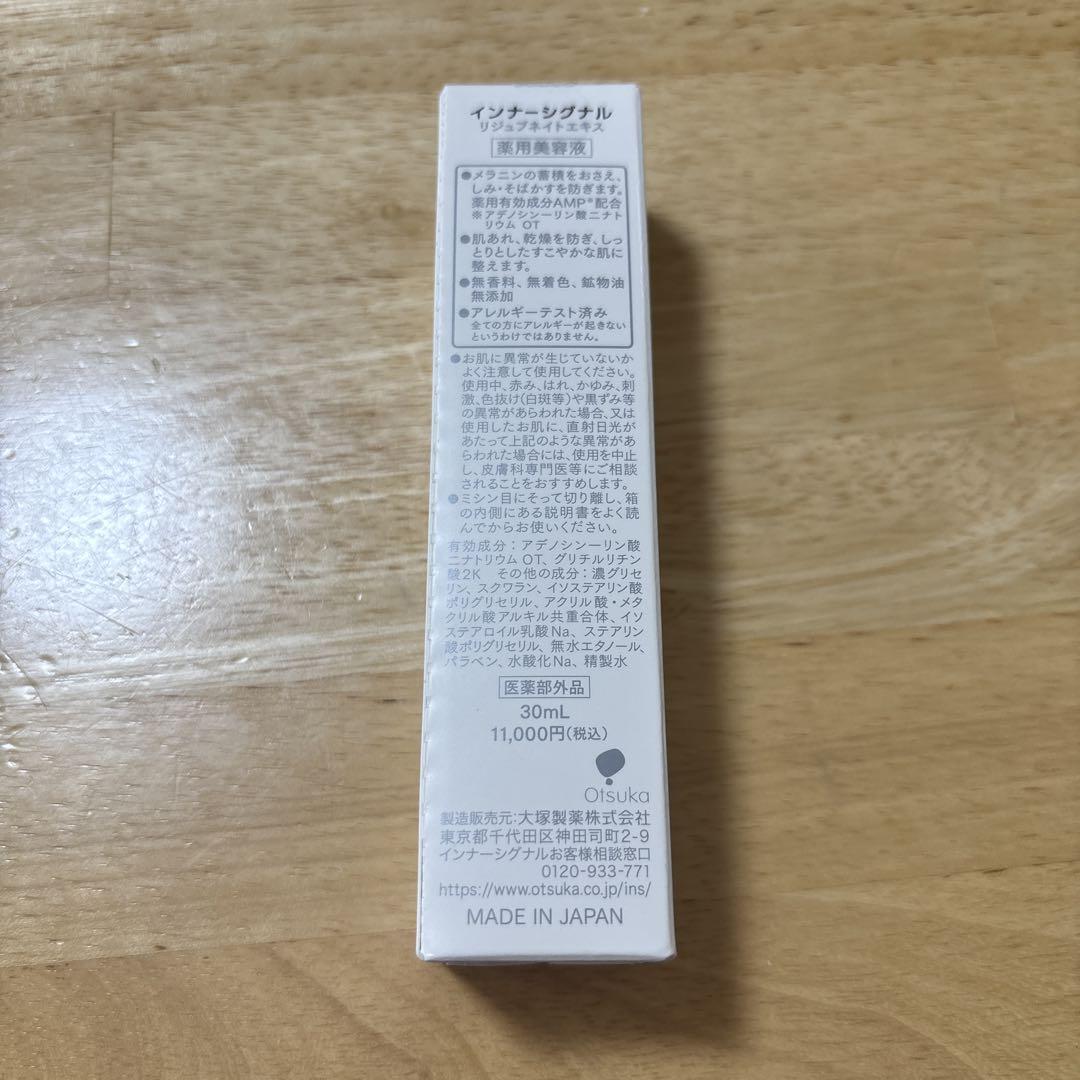 インナーシグナル
リジュブネイトエキス
薬用美容液
●メラニンの蓄積をおさえ、
しみ・そばかすを防ぎます。
薬用有効成分AMP※配合
※アデノシン一リン酸二ナト
リウム OT
●肌あれ、乾燥を防ぎ、しっ
とりとしたすこやかな肌に
整えます。
●無香料、無着色、鉱物油
無添加
●アレルギーテスト済み
全ての方にアレルギーが起きない
というわけではありません。
●お肌に異常が生じていないか
よく注意して使用してください。
使用中、赤み、はれ、かゆみ、刺
激、色抜け(白斑等)や黒ずみ等
の異常があらわれた場合、又は
使用したお肌に、直射日光が
あたって上記のような異常があ
らわれた場合には、使用を中止
し、皮膚科専門医等にご相談
されることをおすすめします。
●ミシン目にそって切り離し、箱
の内側にある説明書をよく読
んでからお使いください。
有効成分：アデノシン一リン酸
二ナトリウム OT、グリチルリチン
酸2K その他の成分：濃グリセ
リン、スクワラン、イソステアリン酸
ポリグリセリル、アクリル酸・メタ
クリル酸アルキル共重合体、イソ
ステアロイル乳酸Na、ステアリン
酸ポリグリセリル、無水エタノール、
パラベン、水酸化Na、精製水
医薬部外品
30mL
11,000円(税込)
Otsuka
製造販売元：大塚製薬株式会社
東京都千代田区神田司町2-9
インナーシグナルお客様相談窓口
0120-933-771
https://www.otsuka.co.jp/ins/
MADE IN JAPAN